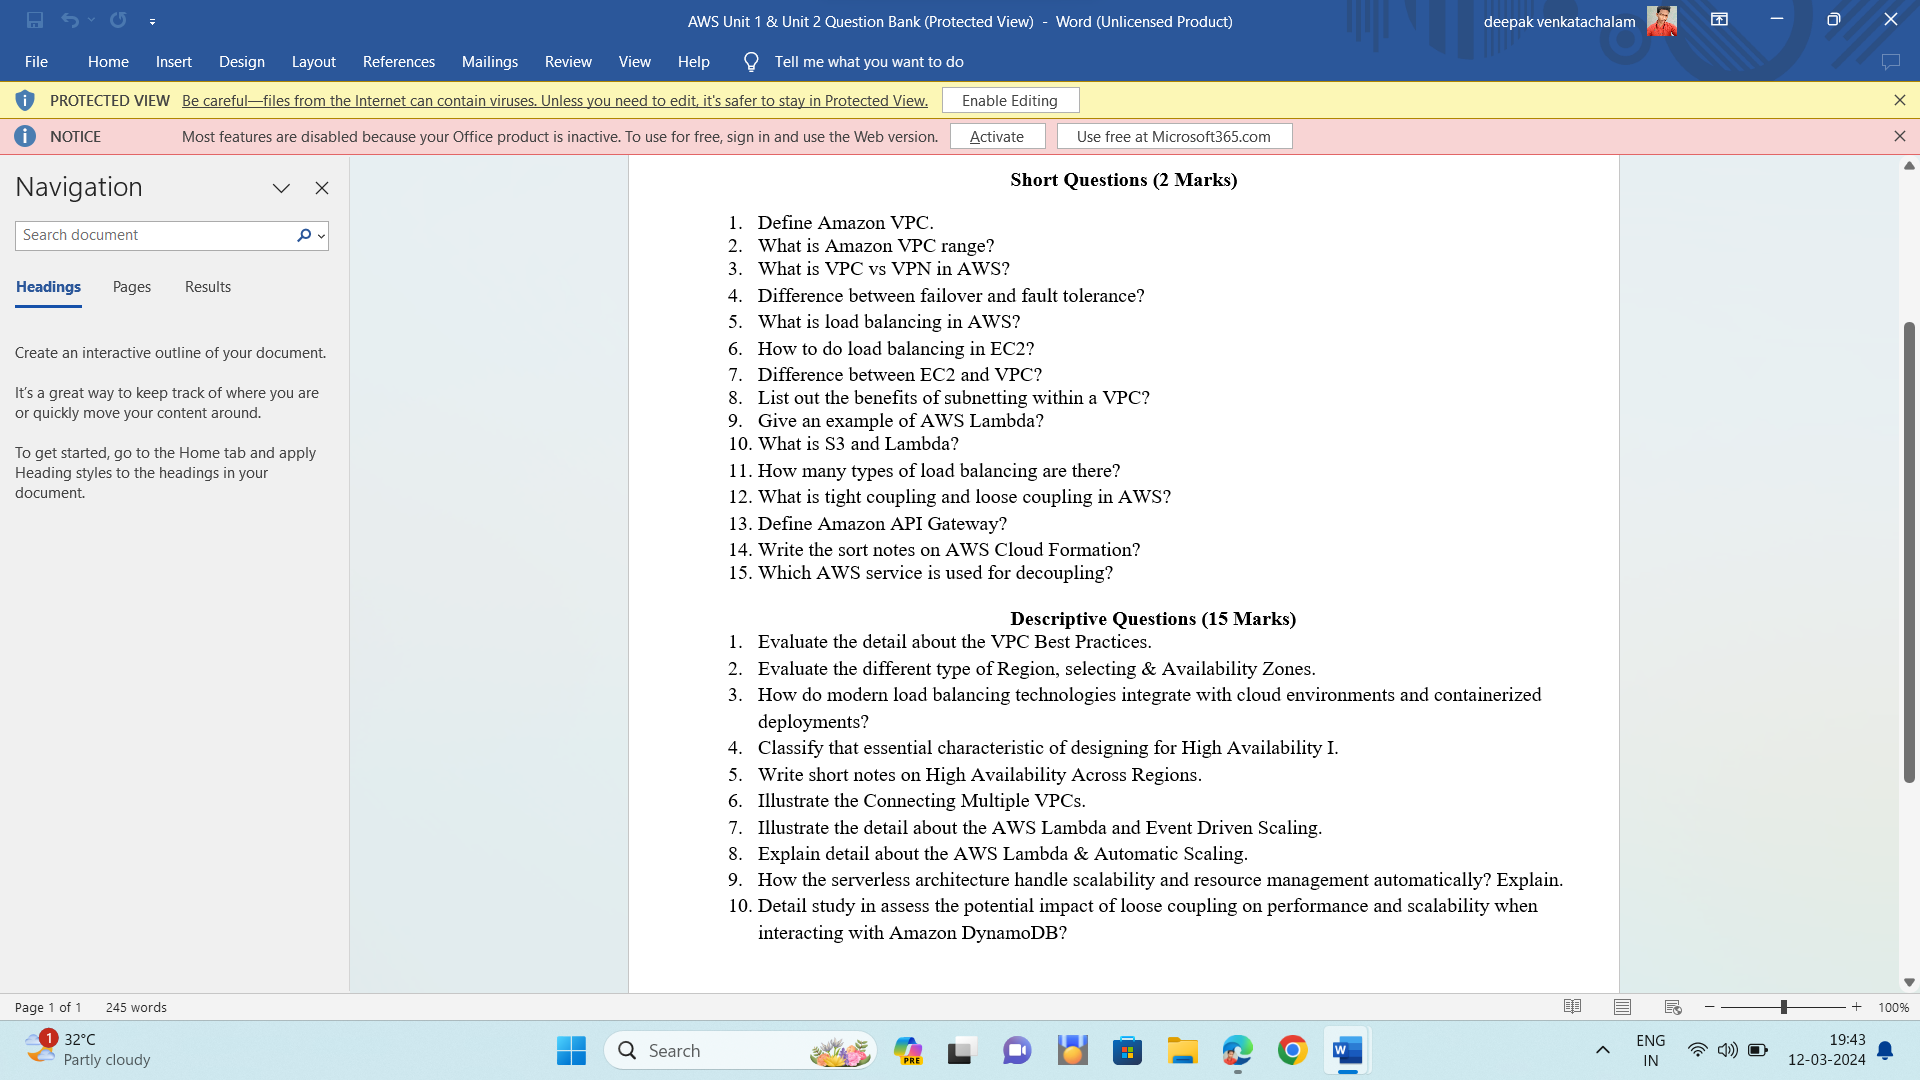 AWS Unit 1 & Unit 2 Question Bank (Protected View) - Word (Unlicensed Product)
deepak venkatachalam
File Home Insert Design Layout References Mailings Review View Help Tell me what you want to do
PROTECTED VIEW Be careful—files from the Internet can contain viruses. Unless you need to edit, it's safer to stay in Protected View. Enable Editing
NOTICE Most features are disabled because your Office product is inactive. To use for free, sign in and use the Web version. Activate Use free at Microsoft365.com
Navigation
Search document
Headings Pages Results
Create an interactive outline of your document.
It's a great way to keep track of where you are
or quickly move your content around.
To get started, go to the Home tab and apply
Heading styles to the headings in your
document.
Short Questions (2 Marks)
1. Define Amazon VPC.
2. What is Amazon VPC range?
3. What is VPC vs VPN in AWS?
4. Difference between failover and fault tolerance?
5. What is load balancing in AWS?
6. How to do load balancing in EC2?
7. Difference between EC2 and VPC?
8. List out the benefits of subnetting within a VPC?
9. Give an example of AWS Lambda?
10. What is S3 and Lambda?
11. How many types of load balancing are there?
12. What is tight coupling and loose coupling in AWS?
13. Define Amazon API Gateway?
14. Write the sort notes on AWS Cloud Formation?
15. Which AWS service is used for decoupling?
Descriptive Questions (15 Marks)
1. Evaluate the detail about the VPC Best Practices.
2. Evaluate the different type of Region, selecting & Availability Zones.
3. How do modern load balancing technologies integrate with cloud environments and containerized
deployments?
4. Classify that essential characteristic of designing for High Availability I.
5. Write short notes on High Availability Across Regions.
6. Illustrate the Connecting Multiple VPCs.
7. Illustrate the detail about the AWS Lambda and Event Driven Scaling.
8. Explain detail about the AWS Lambda & Automatic Scaling.
9. How the serverless architecture handle scalability and resource management automatically? Explain.
10. Detail study in assess the potential impact of loose coupling on performance and scalability when
interacting with Amazon DynamoDB?
Page 1 of 1 245 words
100%
1
32°C
Partly cloudy
Search
PRE
W
ENG
IN
19:43
12-03-2024